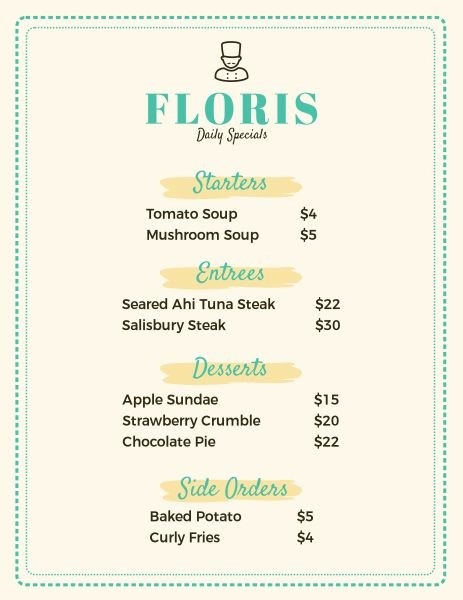 FLORIS
Daily Specials
Starters
Tomato Soup $4
Mushroom Soup $5
Entrees
Seared Ahi Tuna Steak $22
Salisbury Steak $30
Desserts
Apple Sundae $15
Strawberry Crumble $20
Chocolate Pie $22
Side Orders
Baked Potato $5
Curly Fries $4